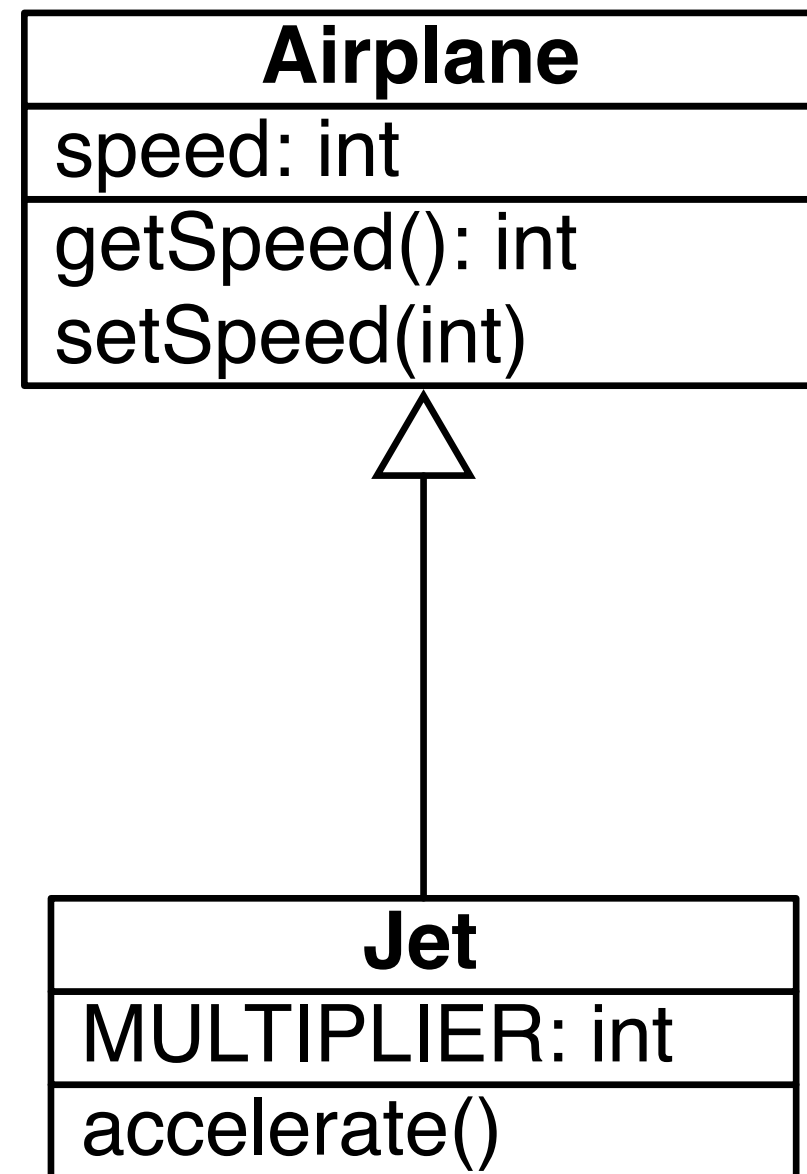 Airplane
speed: int
getSpeed(): int
setSpeed(int)
Jet
MULTIPLIER: int
accelerate()